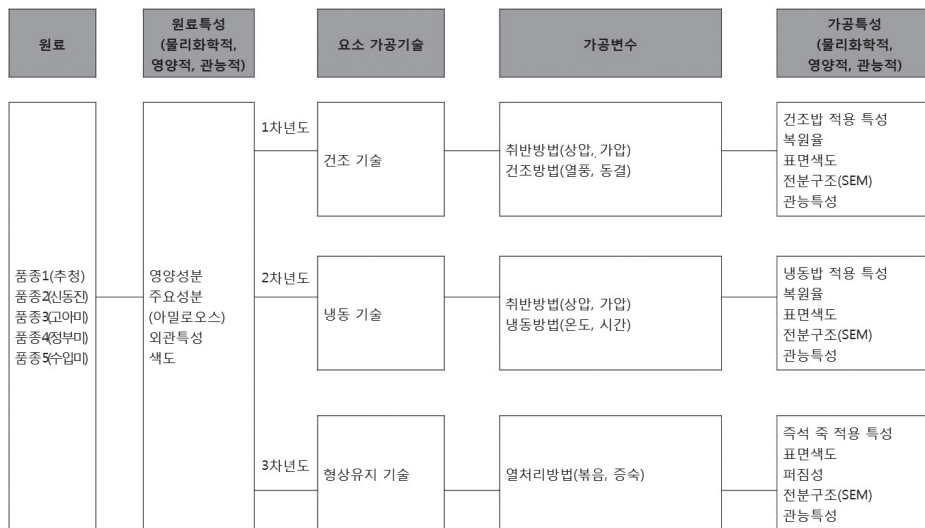 원료
원료특성
(물리화학적,
영양적, 관능적)
요소 가공기술
가공변수
가공특성
(물리화학적,
영양적, 관능적)
품종1(추청)
품종2(신동진)
품종3(고아미)
품종4(정부미)
품종5(수입미)
영양성분
주요성분
(아밀로오스)
외관특성
색도
1차년도
건조 기술
취반방법(상압, 가압)
건조방법(열풍, 동결)
건조밥 적용 특성
복원율
표면색도
전분구조(SEM)
관능특성
2차년도
냉동 기술
취반방법(상압, 가압)
냉동방법(온도, 시간)
냉동밥 적용 특성
복원율
표면색도
전분구조(SEM)
관능특성
3차년도
형상유지 기술
열처리방법(볶음, 증숙)
즉석 죽 적용 특성
표면색도
퍼짐성
전분구조(SEM)
관능특성